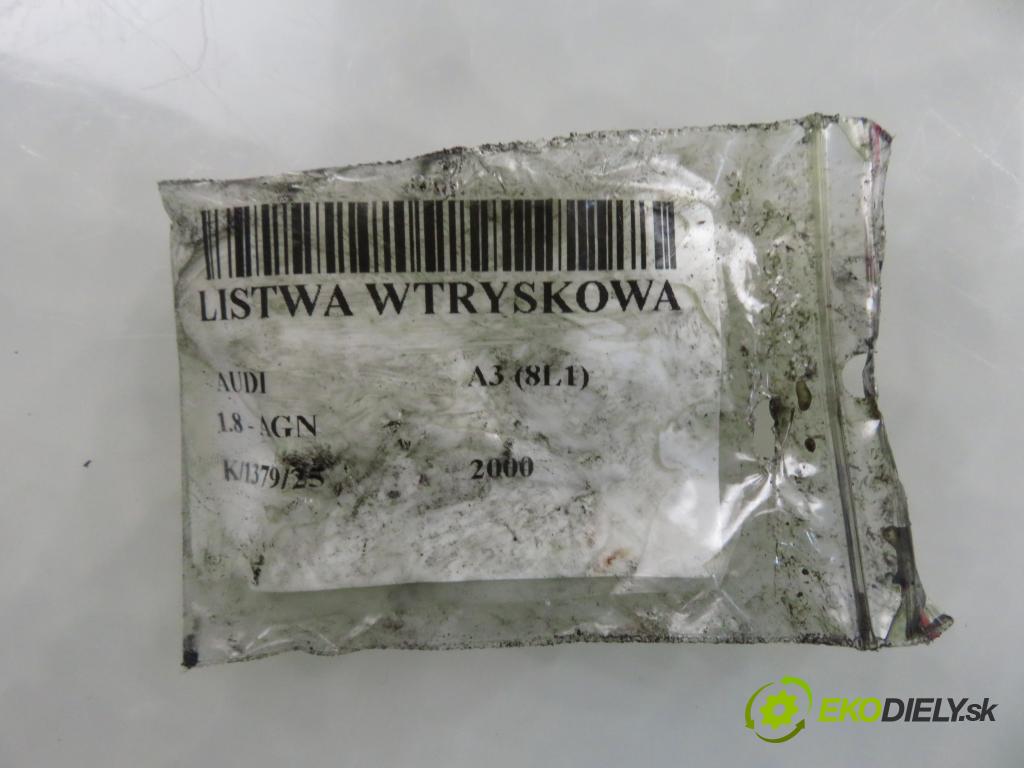 LISTWA WTRYSKOWA
AUDI A3 (8L1)
1.8 - AGN
K/1379/25 2000
EKODIELY.sk